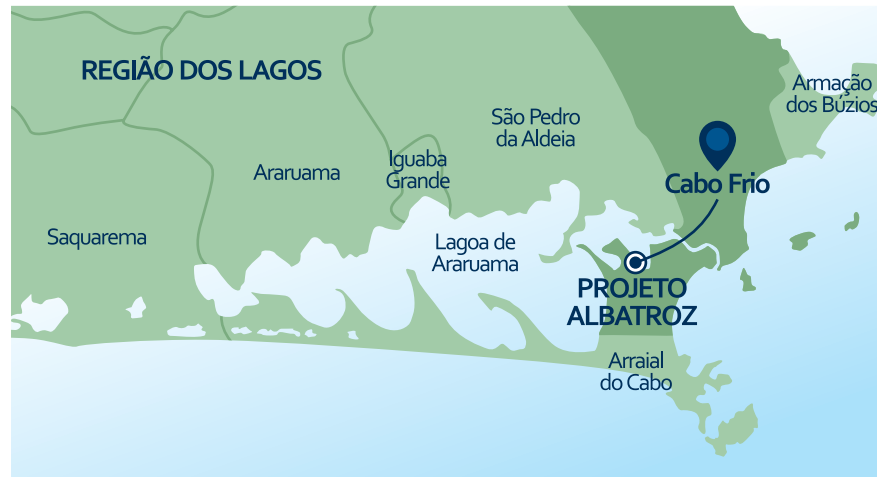 REGIÃO DOS LAGOS
Armação
dos Búzios
São Pedro
da Aldeia
Iguaba
Grande
Araruama
Cabo Frio
Saquarema
Lagoa de
Araruama
PROJETO
ALBATROZ
Arraial
do Cabo